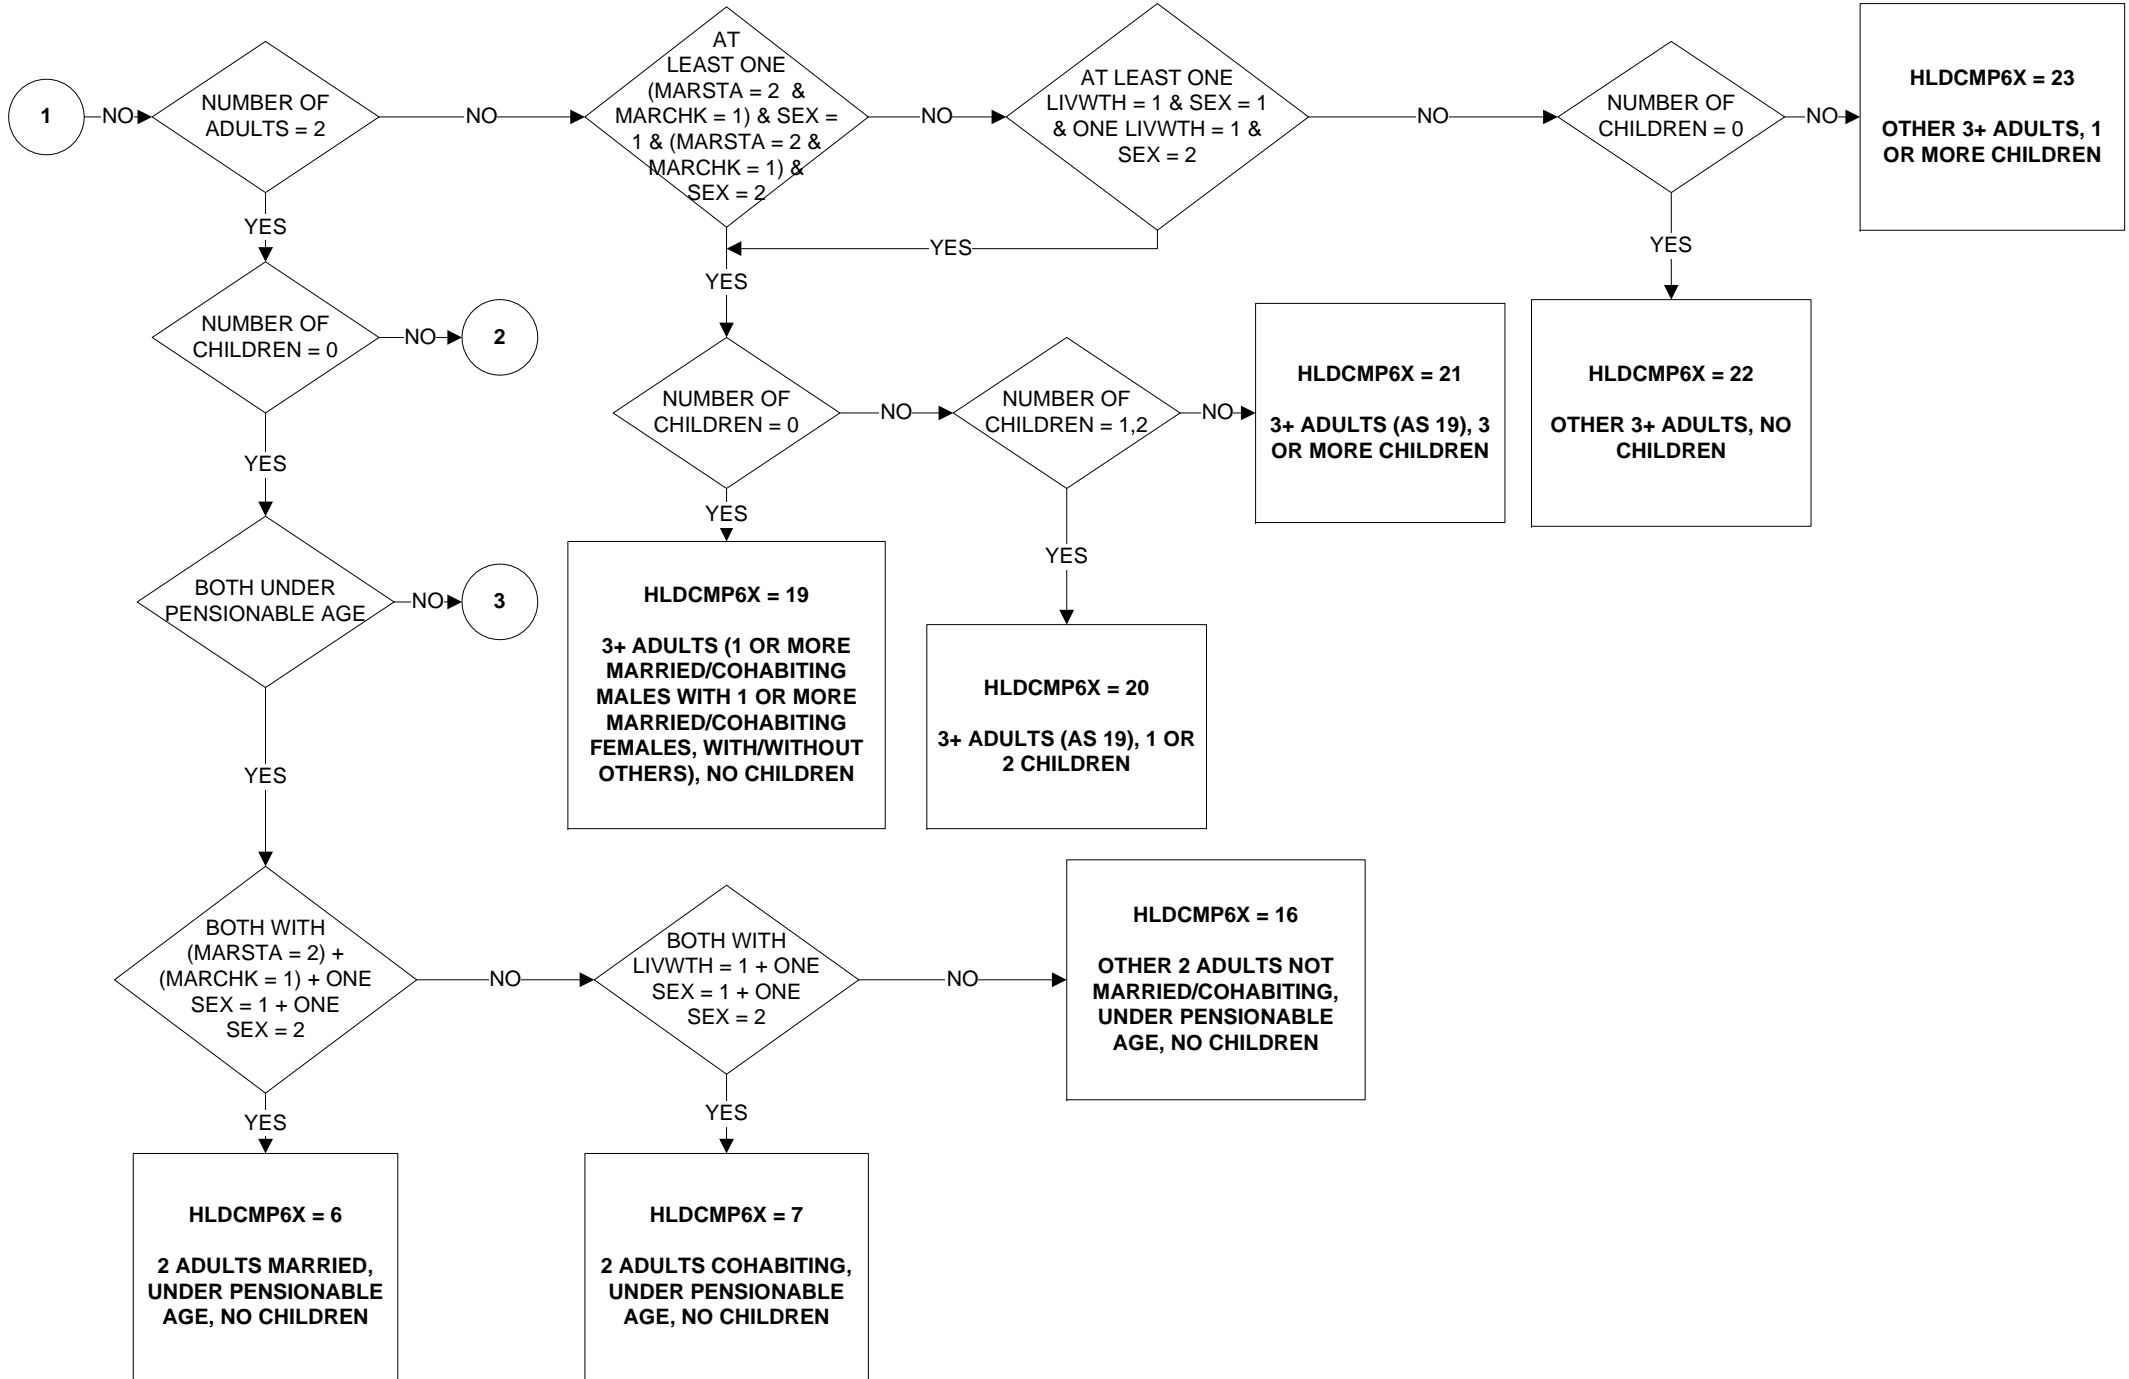 1
NO
NUMBER OF
ADULTS = 2
NO
AT
LEAST ONE
(MARSTA = 2 &
MARCHK = 1) & SEX =
1 & (MARSTA = 2 &
MARCHK = 1) &
SEX = 2
NO
AT LEAST ONE
LIVWTH = 1 & SEX = 1
& ONE LIVWTH = 1 &
SEX = 2
NO
NUMBER OF
CHILDREN = 0
NO
HLDCMP6X = 23
OTHER 3+ ADULTS, 1
OR MORE CHILDREN
YES
YES
YES
YES
NUMBER OF
CHILDREN = 0
NO
2
NUMBER OF
CHILDREN = 0
NO
NUMBER OF
CHILDREN = 1,2
NO
HLDCMP6X = 21
3+ ADULTS (AS 19), 3
OR MORE CHILDREN
HLDCMP6X = 22
OTHER 3+ ADULTS, NO
CHILDREN
YES
YES
YES
BOTH UNDER
PENSIONABLE AGE
NO
3
HLDCMP6X = 19
3+ ADULTS (1 OR MORE
MARRIED/COHABITING
MALES WITH 1 OR MORE
MARRIED/COHABITING
FEMALES, WITH/WITHOUT
OTHERS), NO CHILDREN
HLDCMP6X = 20
3+ ADULTS (AS 19), 1 OR
2 CHILDREN
YES
BOTH WITH
(MARSTA = 2) +
(MARCHK = 1) + ONE
SEX = 1 + ONE
SEX = 2
NO
BOTH WITH
LIVWTH = 1 + ONE
SEX = 1 + ONE
SEX = 2
NO
HLDCMP6X = 16
OTHER 2 ADULTS NOT
MARRIED/COHABITING,
UNDER PENSIONABLE
AGE, NO CHILDREN
YES
YES
HLDCMP6X = 6
2 ADULTS MARRIED,
UNDER PENSIONABLE
AGE, NO CHILDREN
HLDCMP6X = 7
2 ADULTS COHABITING,
UNDER PENSIONABLE
AGE, NO CHILDREN